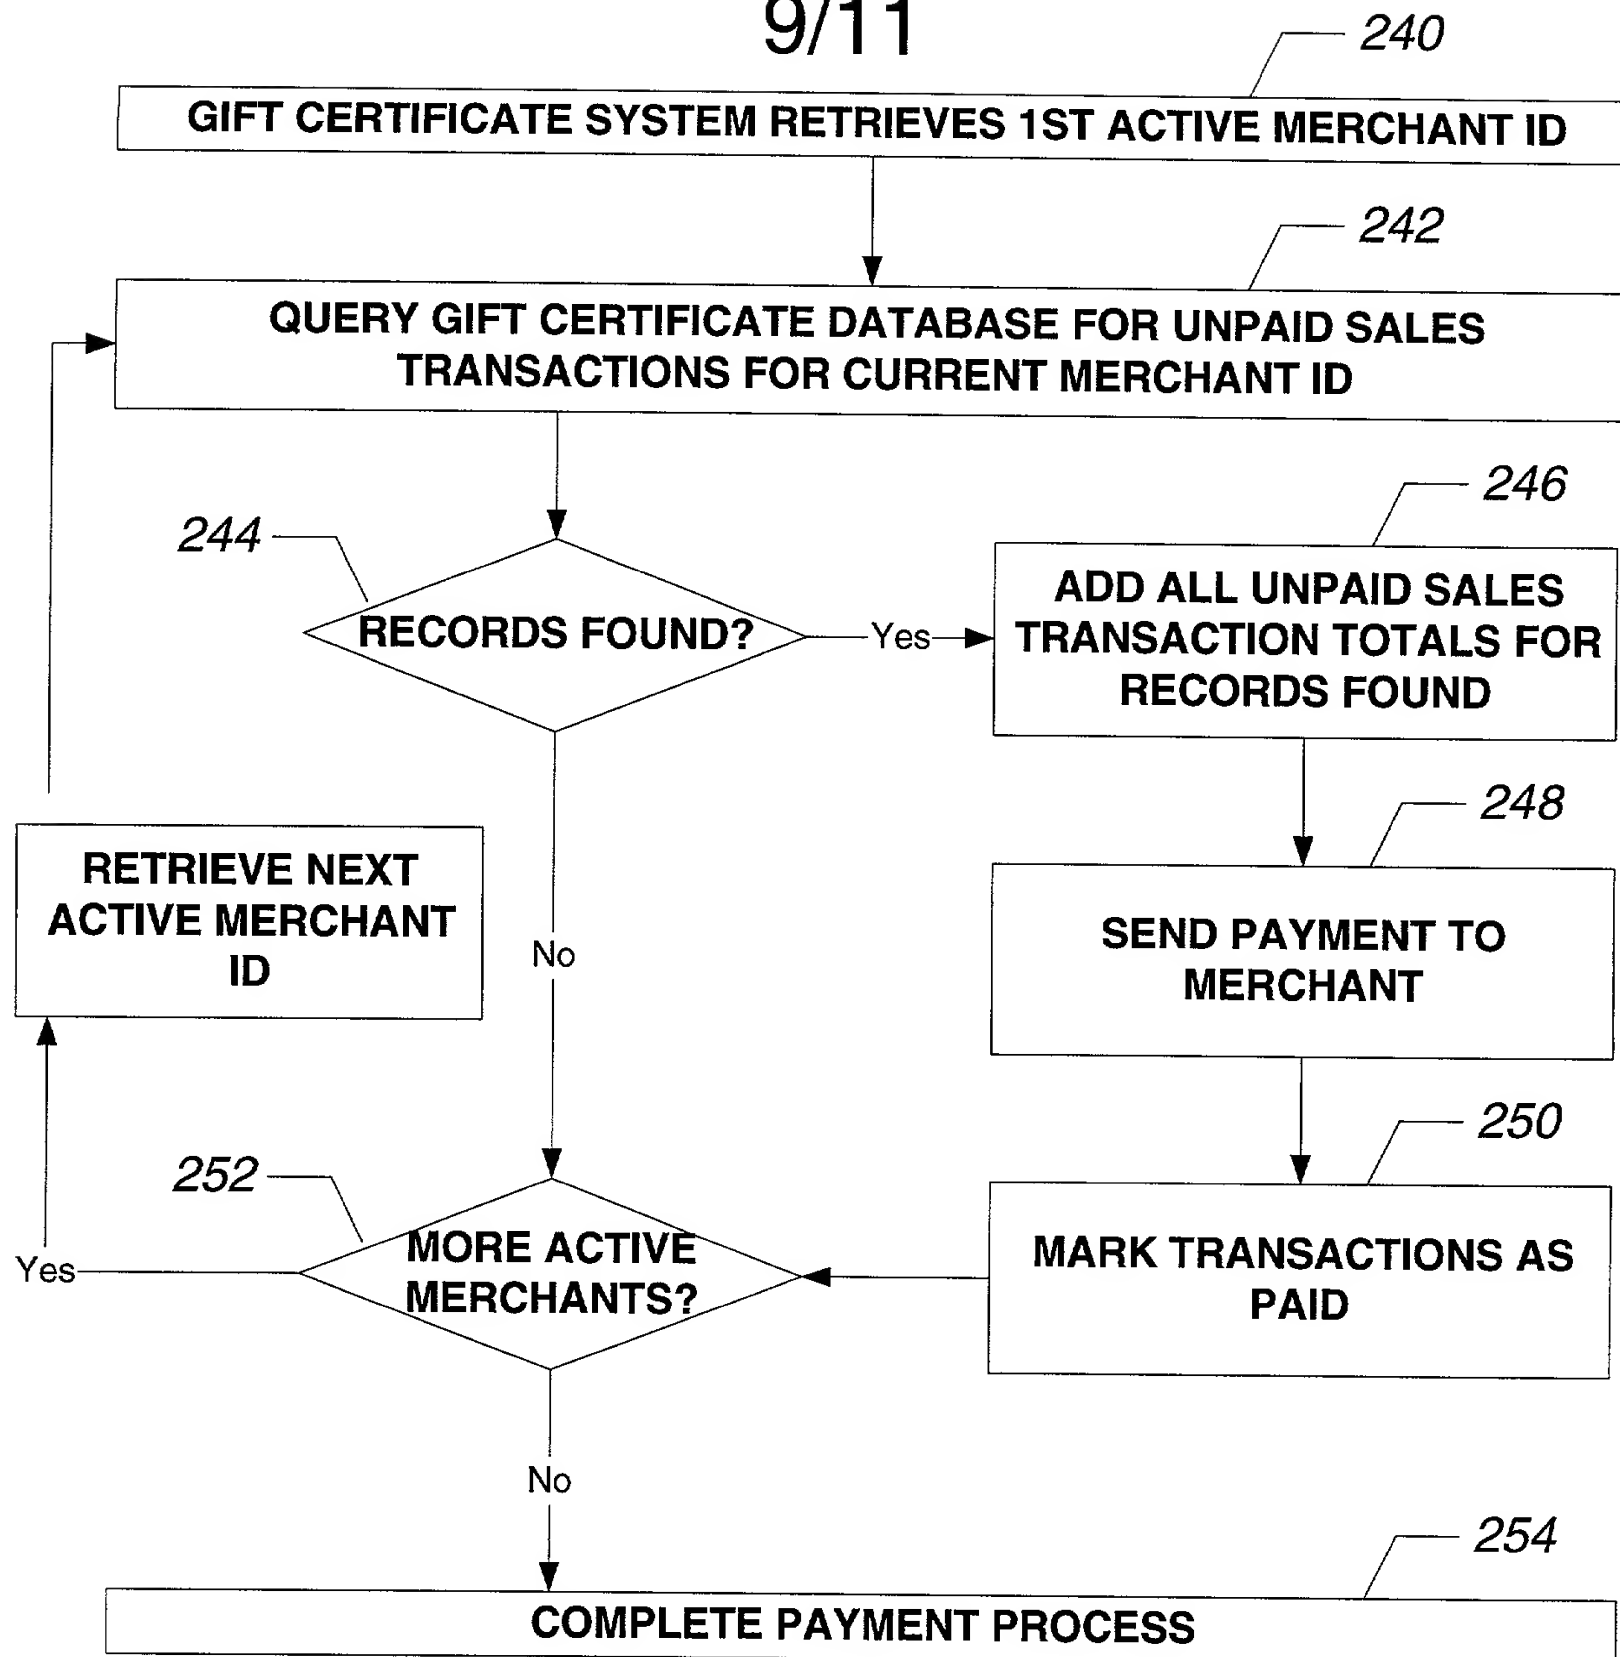 9/11
240
GIFT CERTIFICATE SYSTEM RETRIEVES 1ST ACTIVE MERCHANT ID
242
QUERY GIFT CERTIFICATE DATABASE FOR UNPAID SALES
TRANSACTIONS FOR CURRENT MERCHANT ID
244
RECORDS FOUND?
Yes
246
ADD ALL UNPAID SALES
TRANSACTION TOTALS FOR
RECORDS FOUND
248
SEND PAYMENT TO
MERCHANT
RETRIEVE NEXT
ACTIVE MERCHANT
ID
No
250
MARK TRANSACTIONS AS
PAID
252
MORE ACTIVE
MERCHANTS?
Yes
No
254
COMPLETE PAYMENT PROCESS